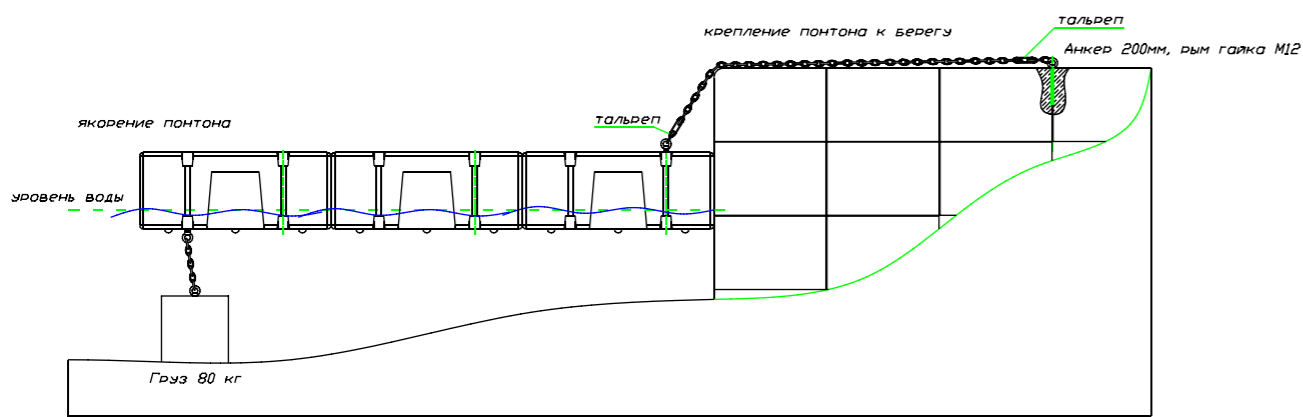 тальреп
крепление понтона к берегу
Анкер 200мм, рым гайка М12
тальреп
якорение понтона
уровень воды
Груз 80 кг